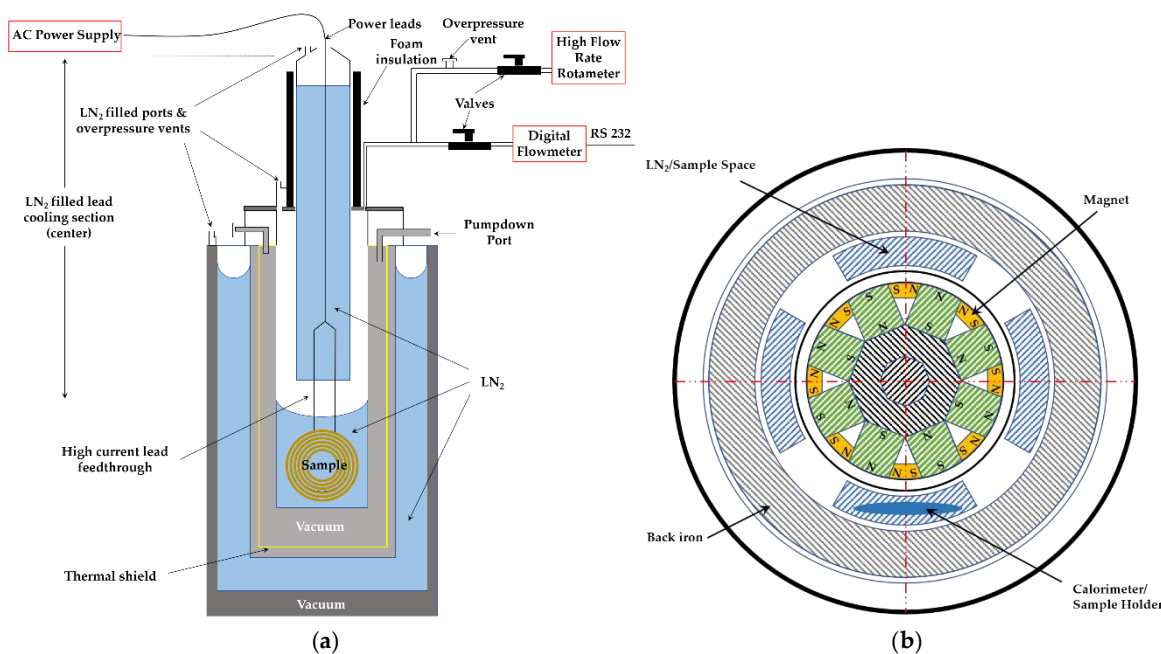 AC Power Supply
Power leads
Foam
insulation
Overpressure
vent
High Flow
Rate
Rotameter
LN2 filled ports &
overpressure vents
Valves
Digital
Flowmeter
RS 232
LN2 filled lead
cooling section
(center)
Pumpdown
Port
LN2
High current lead
feedthrough
Sample
Vacuum
Thermal shield
Vacuum
(a)
LN2/Sample Space
Magnet
S N
S
N
N
S
N S
N
S
S N
S
N
N
S
N S
N
S
S N
S
N
N
S
N S
N
S
S N
S
N
N
S
N S
N
S
Back iron
Calorimeter/
Sample Holder
(b)